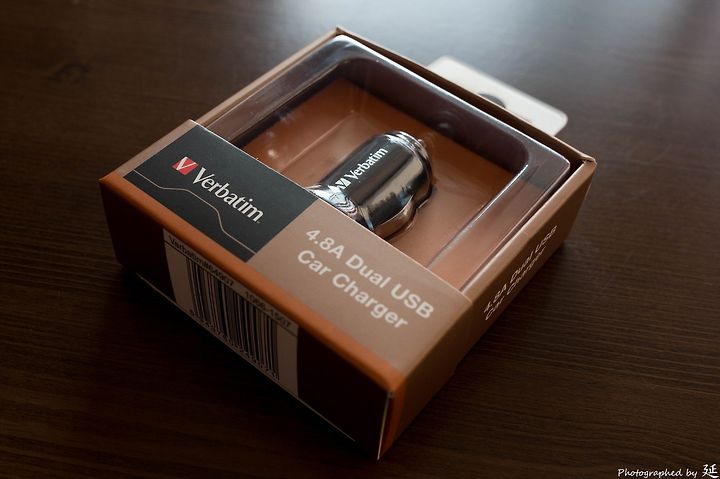 Verbatim
Verbatim
4.8A Dual USB
Car Charger
4.8A Dual USB
Car Charger
Photographed by 延